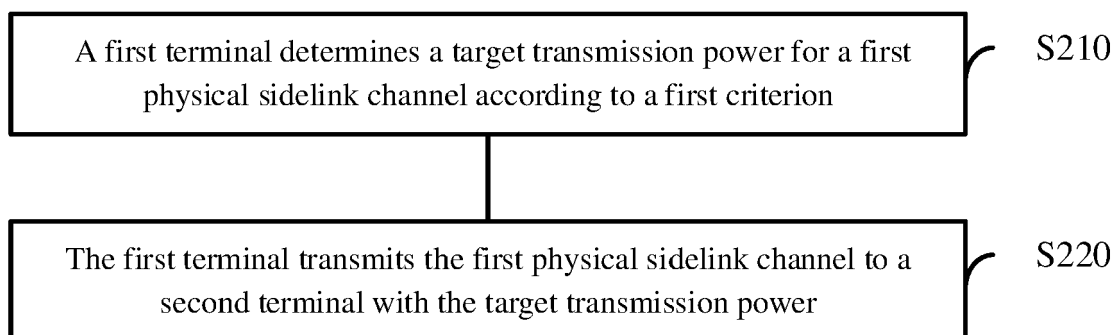 A first terminal determines a target transmission power for a first
physical sidelink channel according to a first criterion
S210
The first terminal transmits the first physical sidelink channel to a
second terminal with the target transmission power
S220